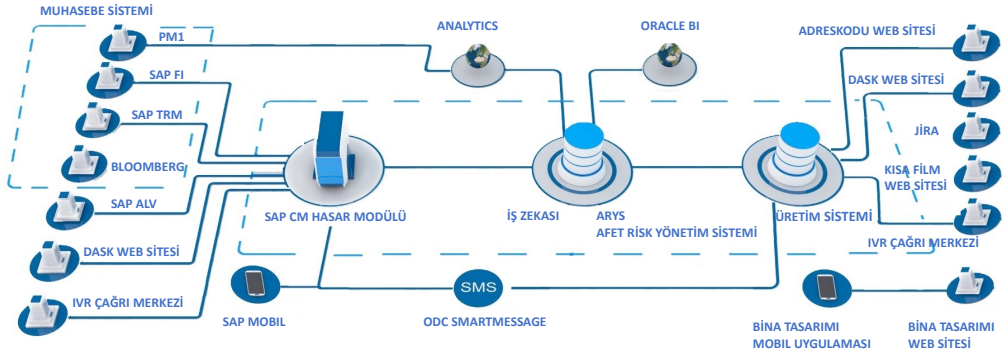 MUHASEBE SİSTEMİ
PM1
SAP FI
SAP TRM
BLOOMBERG
SAP ALV
DASK WEB SİTESİ
IVR ÇAĞRI MERKEZİ
ANALYTICS
ORACLE BI
SAP CM HASAR MODÜLÜ
İŞ ZEKASI
ARYS
AFET RİSK YÖNETİM SİSTEMİ
ÜRETİM SİSTEMİ
ADRESKODU WEB SİTESİ
DASK WEB SİTESİ
JİRA
KISA FİLM
WEB SİTESİ
IVR ÇAĞRI MERKEZİ
SAP MOBIL
SMS
ODC SMARTMESSAGE
BİNA TASARIMI
MOBIL UYGULAMASI
BİNA TASARIMI
WEB SİTESİ